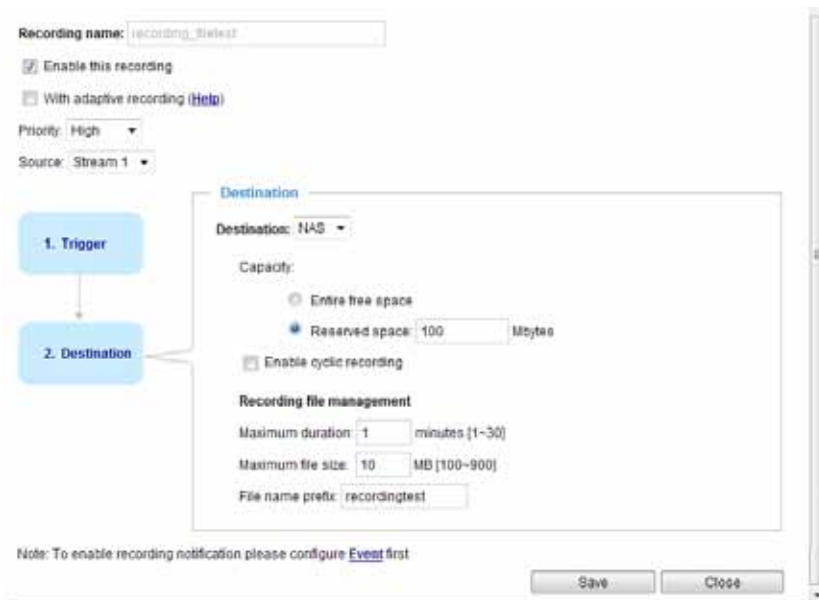 Recording name: recording_filetest
Enable this recording
With adaptive recording (Help)
Priority: High
Source: Stream 1
1. Trigger
2. Destination
Destination
Destination: NAS
Capacity:
Entire free space
Reserved space: 100 Mbytes
Enable cyclic recording
Recording file management
Maximum duration: 1 minutes [1~30]
Maximum file size: 10 MB [100~900]
File name prefix: recordingtest
Note: To enable recording notification please configure Event first
Save Close